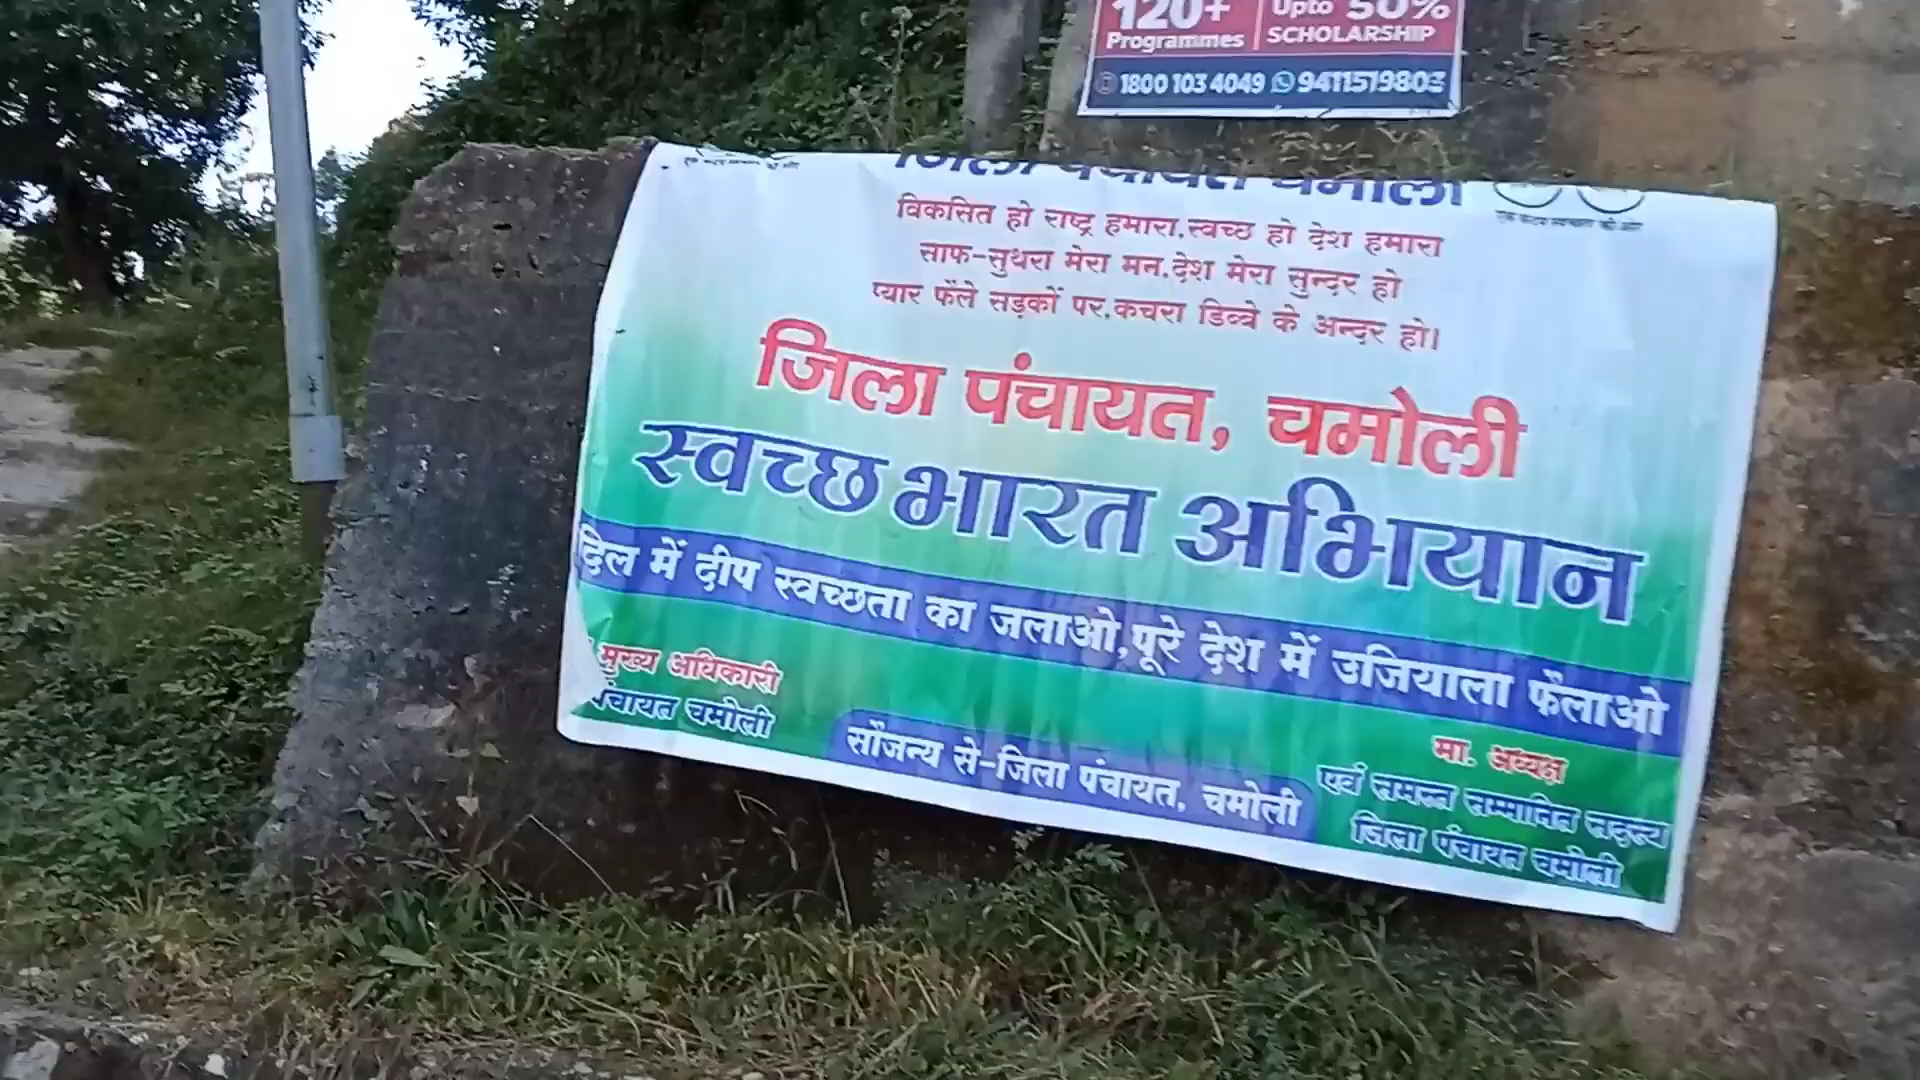 120+
Programmes
Upto 50%
SCHOLARSHIP
1800 103 4049 9411519803
जिला पंचायत चमोली
विकसित हो राष्ट्र हमारा,स्वच्छ हो देश हमारा
साफ-सुथरा मेरा मन,देश मेरा सुन्दर हो
प्यार फैले सड़कों पर,कचरा डिब्बे के अन्दर हो।
जिला पंचायत, चमोली
स्वच्छ भारत अभियान
दिल में दीप स्वच्छता का जलाओ,पूरे देश में उजियाला फैलाओ
मुख्य अधिकारी
पंचायत चमोली
सौजन्य से-जिला पंचायत, चमोली
मा. अध्यक्ष
एवं समस्त सम्मानित सदस्य
जिला पंचायत चमोली